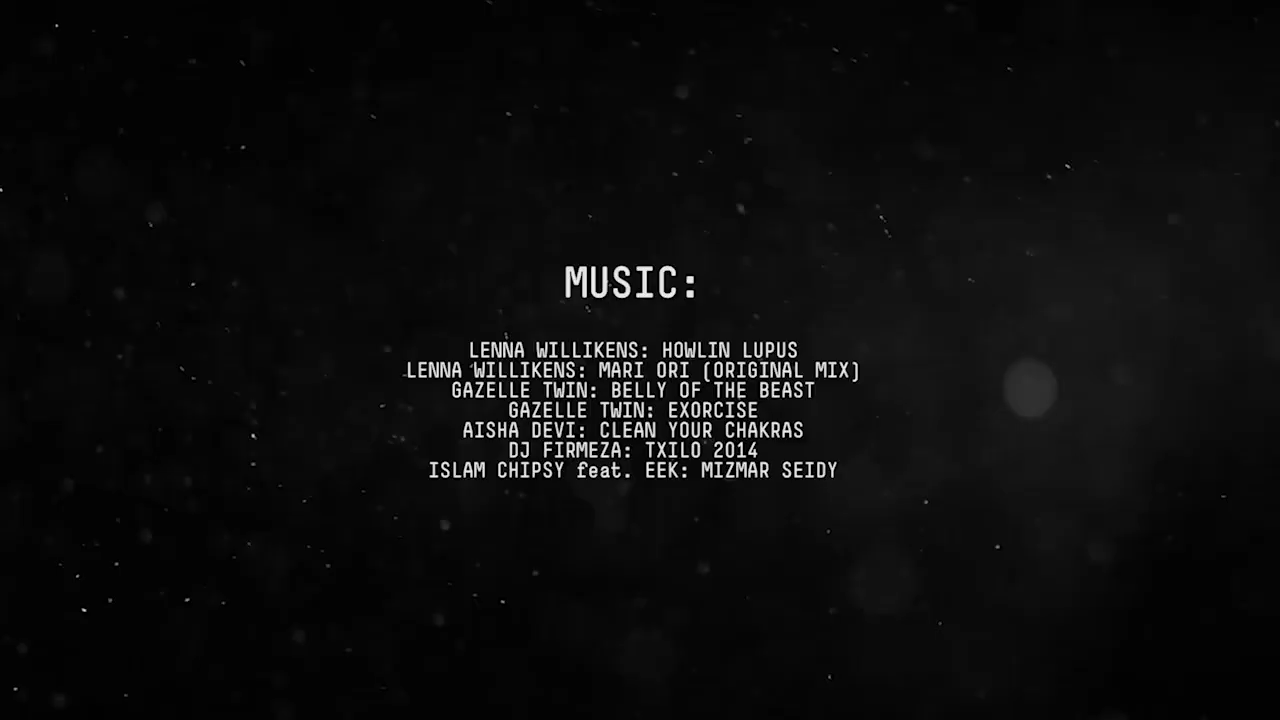 MUSIC:
LENNA WILLIKENS: HOWLIN LUPUS
LENNA WILLIKENS: MARI ORI (ORIGINAL MIX)
GAZELLE TWIN: BELLY OF THE BEAST
GAZELLE TWIN: EXORCISE
AISHA DEVI: CLEAN YOUR CHAKRAS
DJ FIRMEZA: TXILO 2014
ISLAM CHIPSY feat. EEK: MIZMAR SEIDY